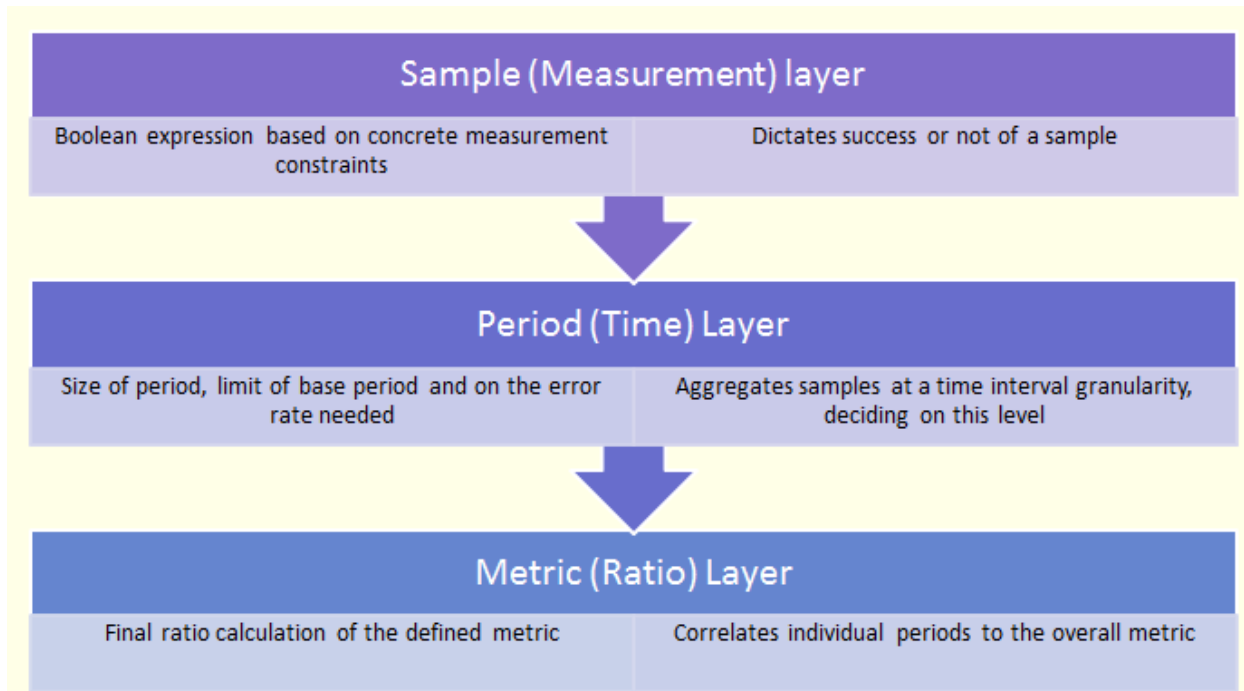 Sample (Measurement) layer
Boolean expression based on concrete measurement
constraints
Dictates success or not of a sample
Period (Time) Layer
Size of period, limit of base period and on the error
rate needed
Aggregates samples at a time interval granularity,
deciding on this level
Metric (Ratio) Layer
Final ratio calculation of the defined metric
Correlates individual periods to the overall metric